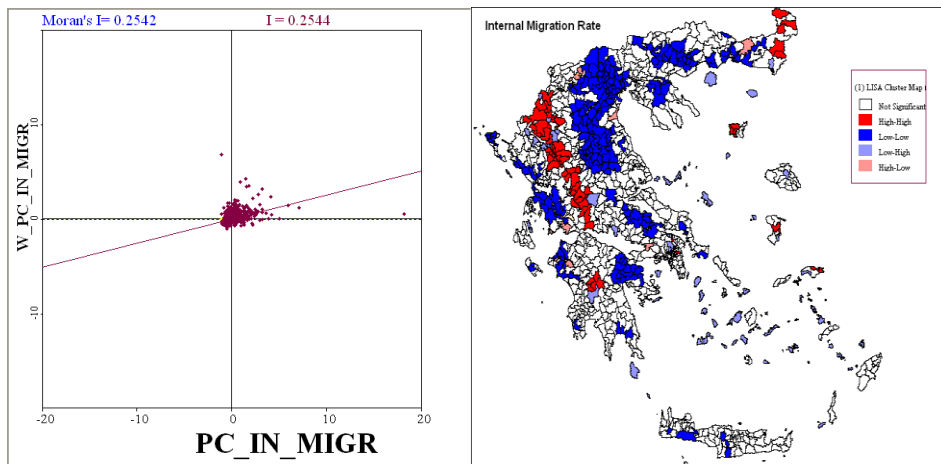 Moran's I= 0.2542 I = 0.2544
W_PC_IN_MIGR
10
0
-10
-20 -10 0 10 20
PC_IN_MIGR
Internal Migration Rate
(1) LISA Cluster Map
Not Significant
High-High
Low-Low
Low-High
High-Low